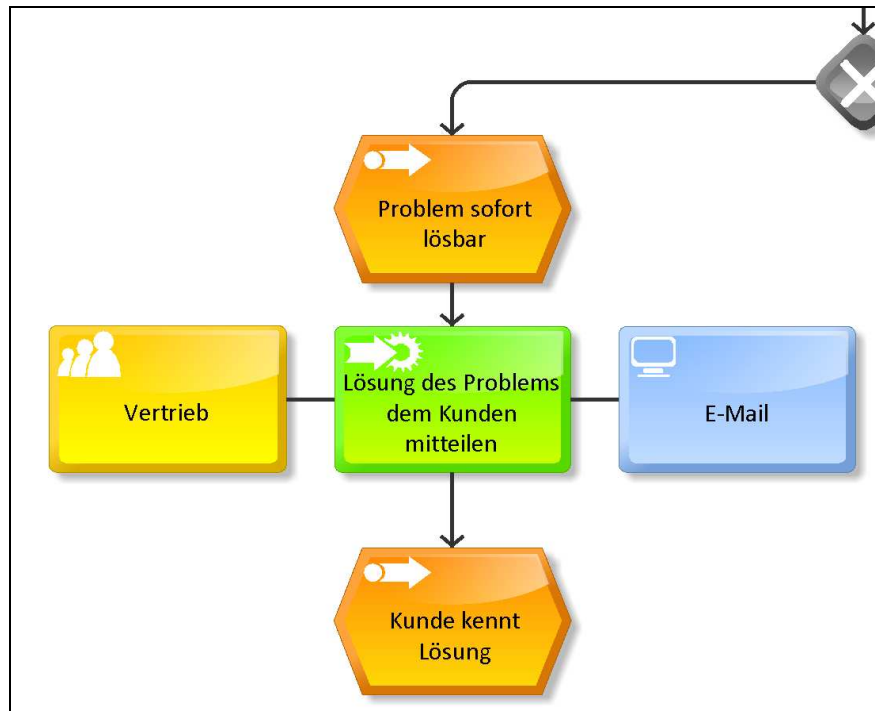 Problem sofort
lösbar
Vertrieb
Lösung des Problems
dem Kunden
mitteilen
E-Mail
Kunde kennt
Lösung